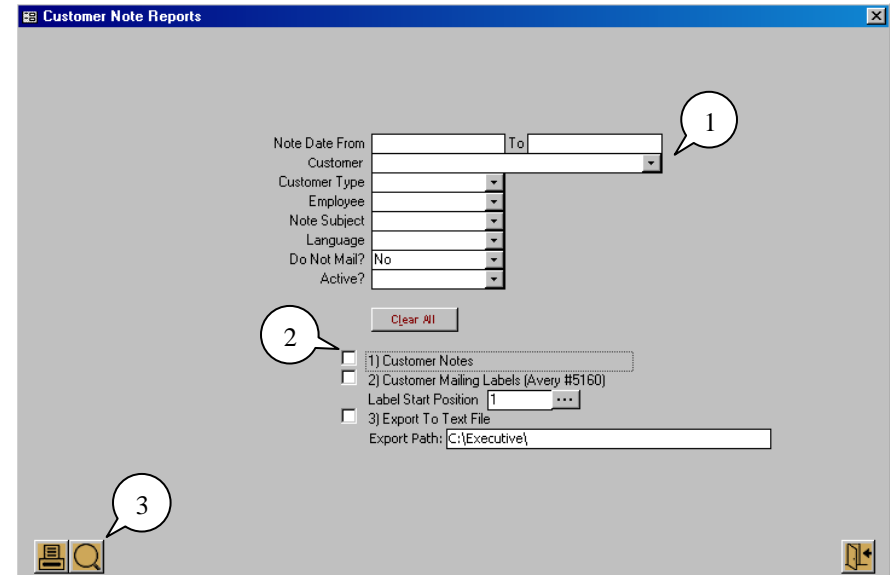 Customer Note Reports
1
Note Date From To
Customer
Customer Type
Employee
Note Subject
Language
Do Not Mail? No
Active?
Clear All
2
1) Customer Notes
2) Customer Mailing Labels (Avery #5160)
Label Start Position 1 ...
3) Export To Text File
Export Path: C:\Executive\
3